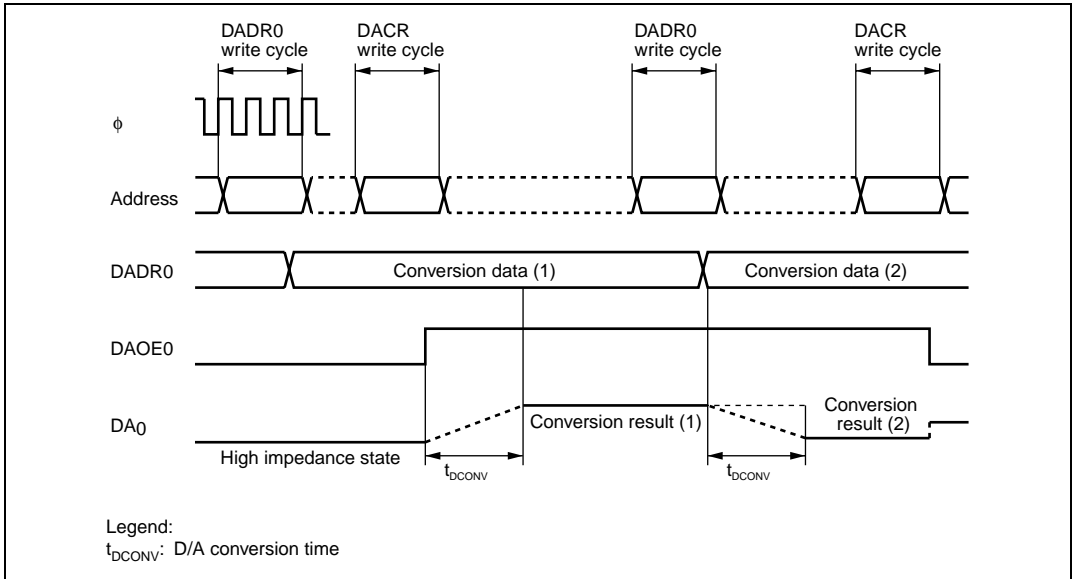 DADR0
write cycle
DACR
write cycle
DADR0
write cycle
DACR
write cycle
ϕ
Address
DADR0
Conversion data (1)
Conversion data (2)
DAOE0
DA0
Conversion result (1)
Conversion
result (2)
High impedance state
tDCONV
tDCONV
Legend:
tDCONV: D/A conversion time